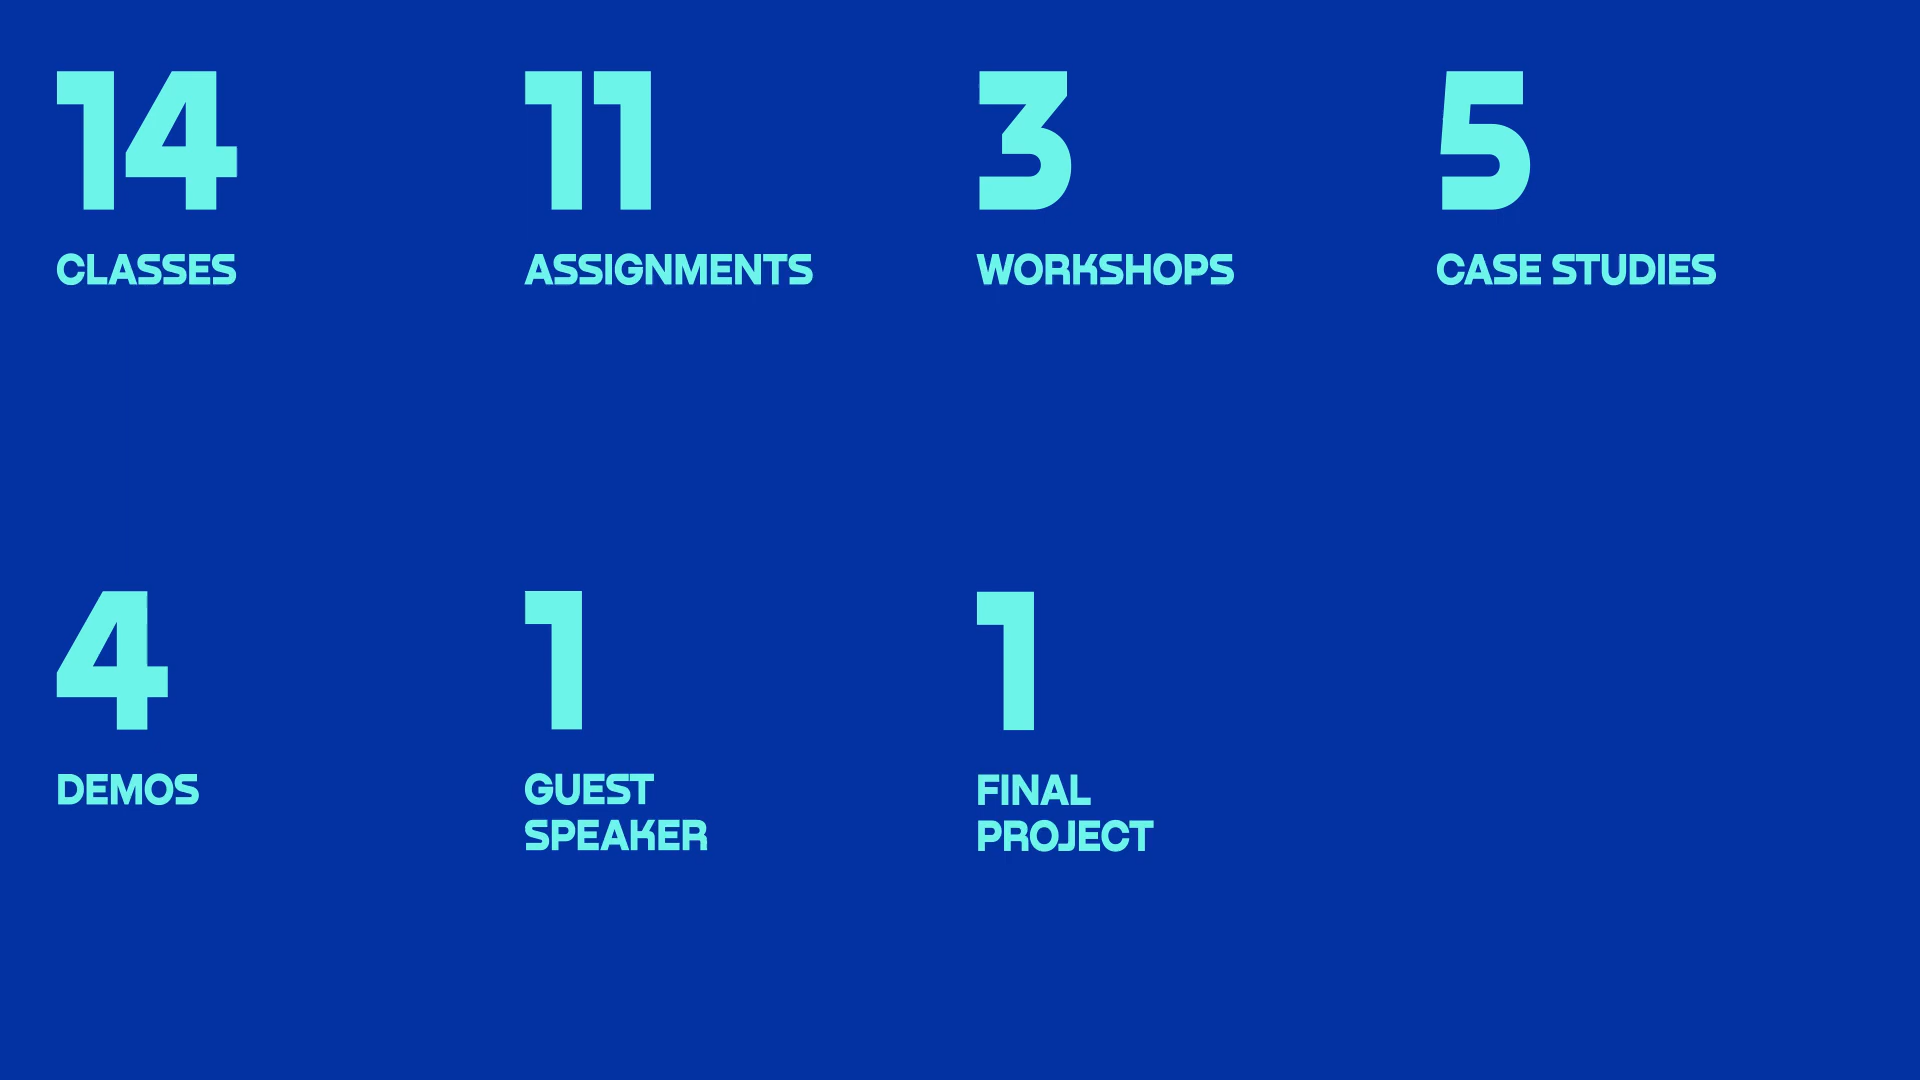 14
CLASSES
11
ASSIGNMENTS
3
WORKSHOPS
5
CASE STUDIES
4
DEMOS
1
GUEST
SPEAKER
1
FINAL
PROJECT